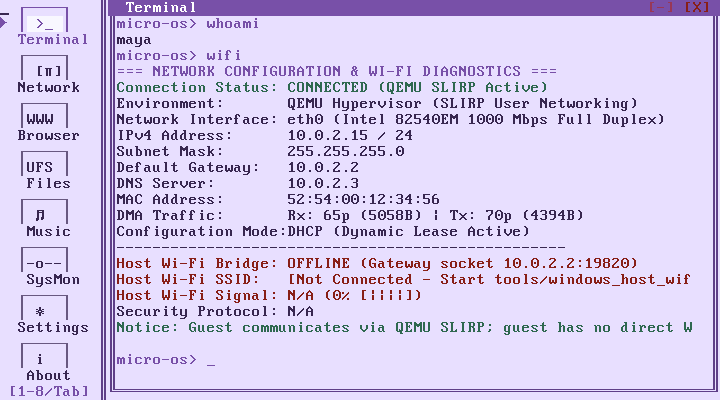 Terminal [-] [X]
>_
Terminal
[π]
Network
WWW
Browser
UFS
Files
♫
Music
-o--
SysMon
*
Settings
i
About
[1-8/Tab]
micro-os> whoami
maya
micro-os> wifi
=== NETWORK CONFIGURATION & WI-FI DIAGNOSTICS ===
Connection Status: CONNECTED (QEMU SLIRP Active)
Environment: QEMU Hypervisor (SLIRP User Networking)
Network Interface: eth0 (Intel 82540EM 1000 Mbps Full Duplex)
IPv4 Address: 10.0.2.15 / 24
Subnet Mask: 255.255.255.0
Default Gateway: 10.0.2.2
DNS Server: 10.0.2.3
MAC Address: 52:54:00:12:34:56
DMA Traffic: Rx: 65p (5058B) ¦ Tx: 70p (4394B)
Configuration Mode:DHCP (Dynamic Lease Active)
--------------------------------------------------
Host Wi-Fi Bridge: OFFLINE (Gateway socket 10.0.2.2:19820)
Host Wi-Fi SSID: [Not Connected - Start tools/windows_host_wif
Host Wi-Fi Signal: N/A (0% [¦¦¦¦])
Security Protocol: N/A
Notice: Guest communicates via QEMU SLIRP; guest has no direct W
micro-os> _